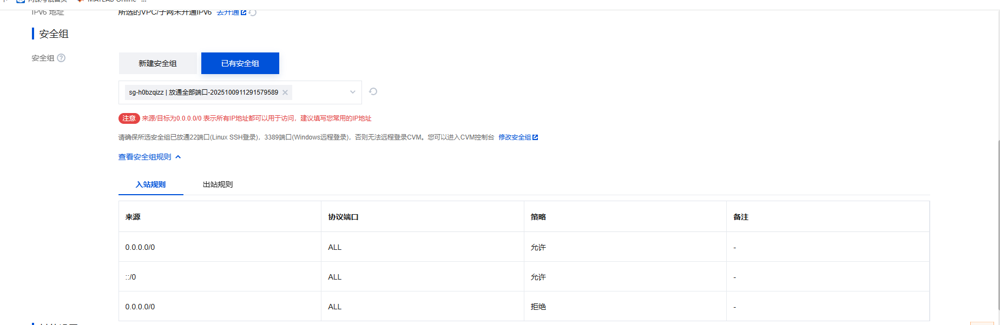 MATLAB Online
IPv6 地址 所选的VPC/子网未开通IPv6 去开通
安全组
安全组
新建安全组 已有安全组
sg-h0bzqizz | 放通全部端口-2025100911291579589
注意 来源/目标为0.0.0.0/0 表示所有IP地址都可以用于访问，建议填写您常用的IP地址
请确保所选安全组已放通22端口(Linux SSH登录)，3389端口(Windows远程登录)，否则无法远程登录CVM。您可以进入CVM控制台 修改安全组
查看安全组规则
入站规则 出站规则
来源 协议端口 策略 备注
0.0.0.0/0 ALL 允许 -
::/0 ALL 允许 -
0.0.0.0/0 ALL 拒绝 -